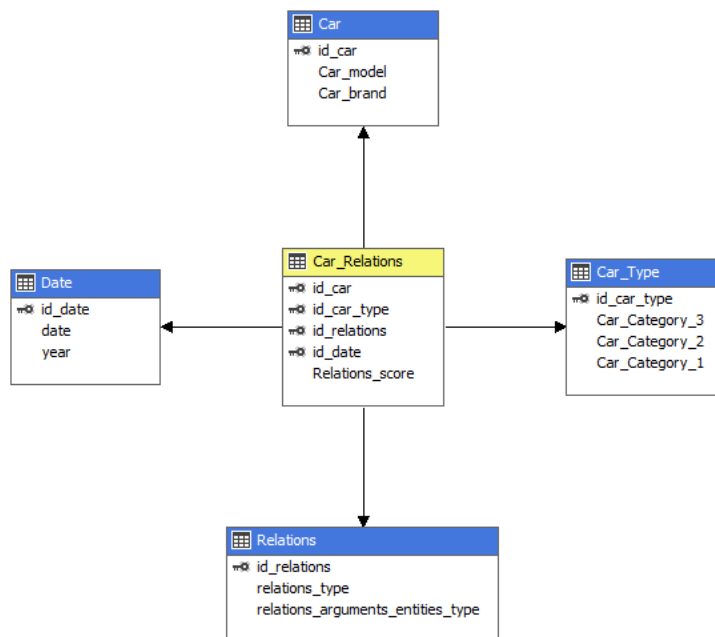 Car
id_car
Car_model
Car_brand
Car_Relations
id_car
id_car_type
id_relations
id_date
Relations_score
Date
id_date
date
year
Car_Type
id_car_type
Car_Category_3
Car_Category_2
Car_Category_1
Relations
id_relations
relations_type
relations_arguments_entities_type